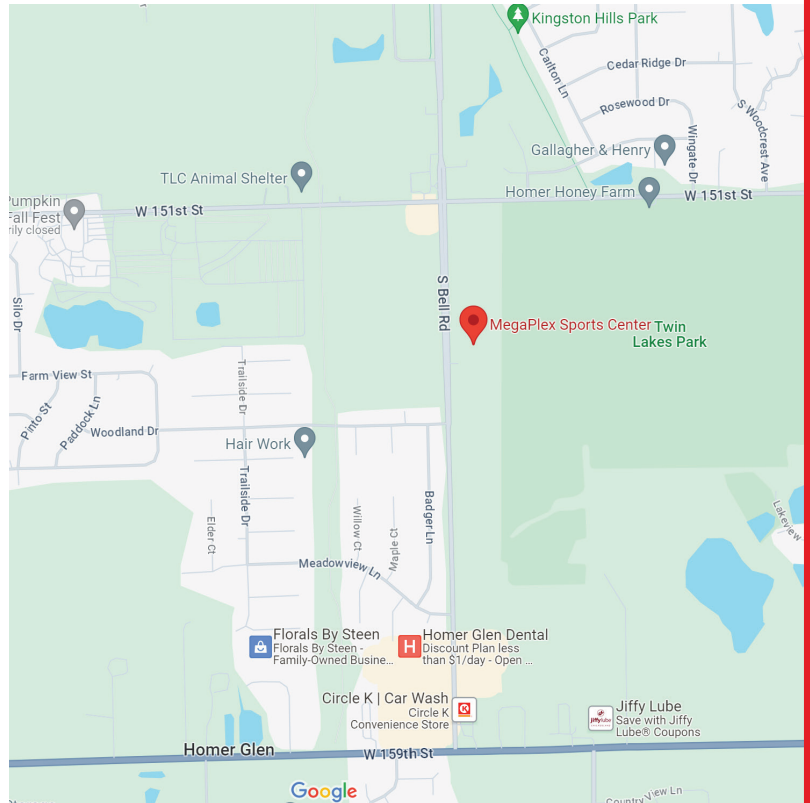 Kingston Hills Park
Carlton Ln
Cedar Ridge Dr
Rosewood Dr
S Woodcrest Ave
Wingate Dr
Gallagher & Henry
TLC Animal Shelter
Homer Honey Farm
W 151st St
W 151st St
Pumpkin
Fall Fest
rily closed
S Bell Rd
Silo Dr
MegaPlex Sports Center
Twin
Lakes Park
Farm View St
Trailside Dr
Pinto St
Paddock Ln
Woodland Dr
Hair Work
Trailside Dr
Elder Ct
Willow Ct
Maple Ct
Badger Ln
Lakeview
Meadowview Ln
Florals By Steen
Florals By Steen -
Family-Owned Busine...
H
Homer Glen Dental
Discount Plan less
than $1/day - Open ...
Circle K | Car Wash
Circle K
Convenience Store
K
jiffylube
Jiffy Lube
Save with Jiffy
Lube® Coupons
Homer Glen
W 159th St
Google
Country View Ln